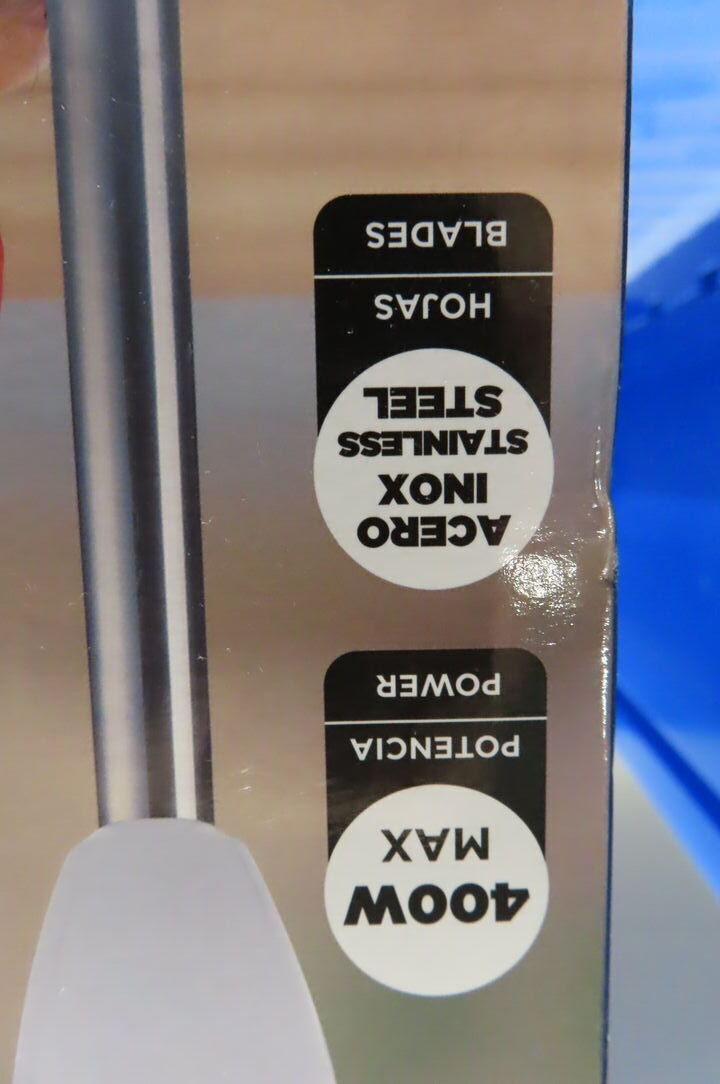 400W
MAX
POTENCIA
POWER
ACERO
INOX
STAINLESS
STEEL
HOJAS
BLADES